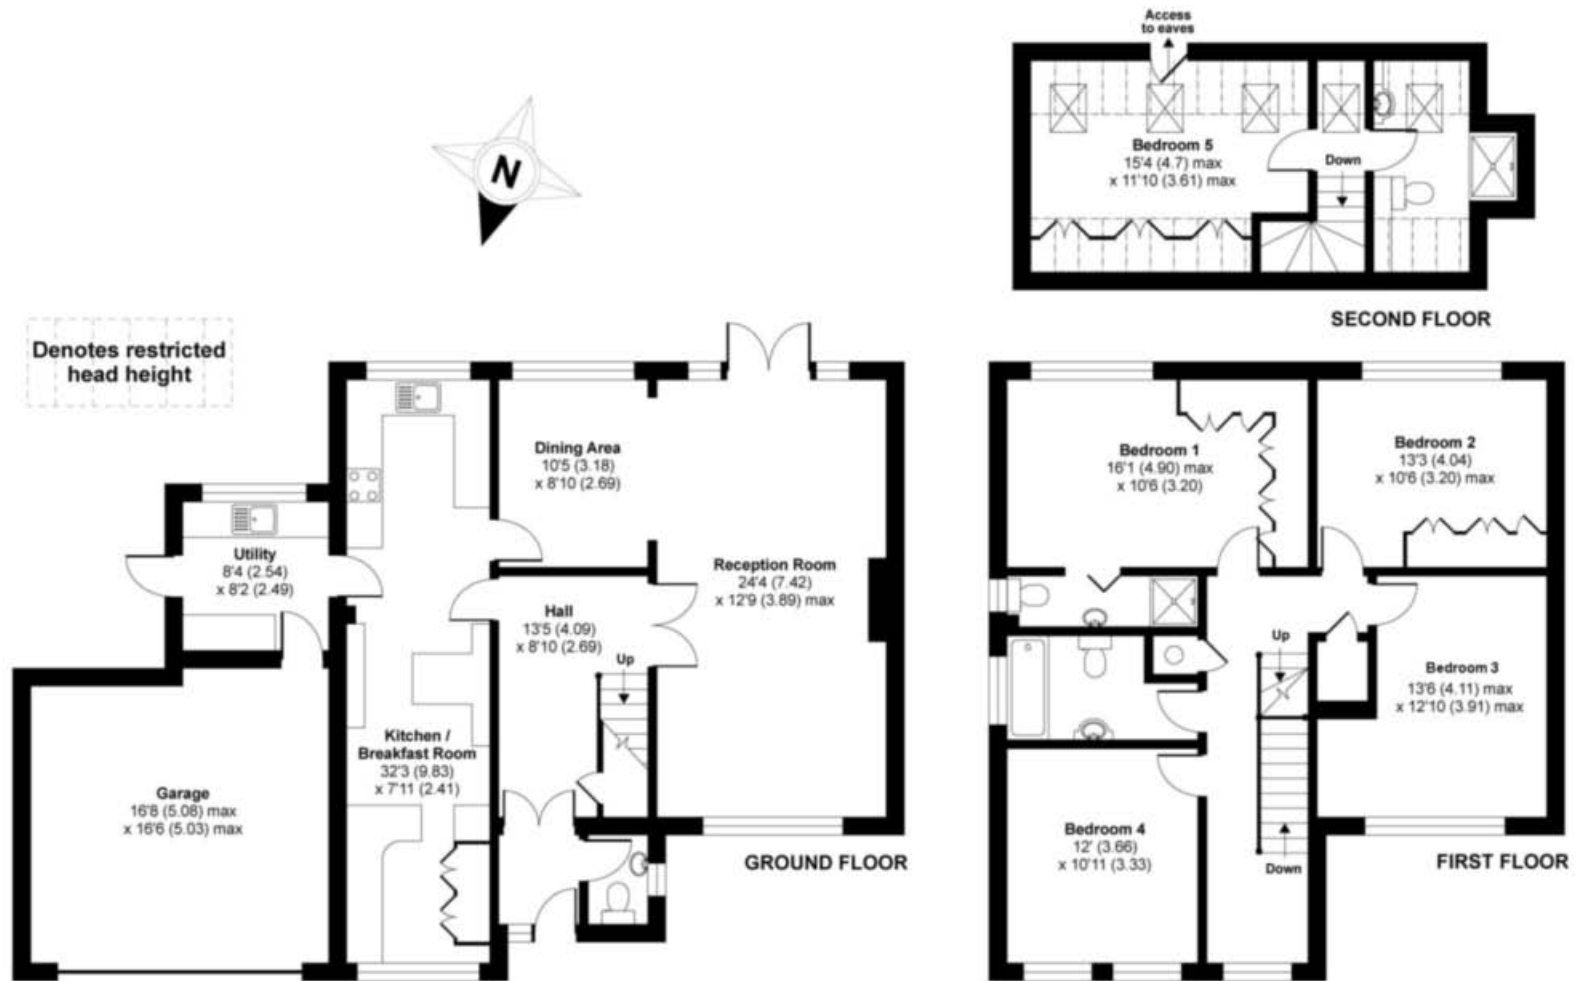 Access
to eaves
Bedroom 5
15'4 (4.7) max
x 11'10 (3.61) max
Down
SECOND FLOOR
N
Denotes restricted
head height
Utility
8'4 (2.54)
x 8'2 (2.49)
Garage
16'8 (5.08) max
x 16'6 (5.03) max
Kitchen /
Breakfast Room
32'3 (9.83)
x 7'11 (2.41)
Dining Area
10'5 (3.18)
x 8'10 (2.69)
Hall
13'5 (4.09)
x 8'10 (2.69)
Up
Reception Room
24'4 (7.42)
x 12'9 (3.89) max
GROUND FLOOR
Bedroom 1
16'1 (4.90) max
x 10'6 (3.20)
Bedroom 2
13'3 (4.04)
x 10'6 (3.20) max
Up
Bedroom 3
13'6 (4.11) max
x 12'10 (3.91) max
Bedroom 4
12' (3.66)
x 10'11 (3.33)
Down
FIRST FLOOR